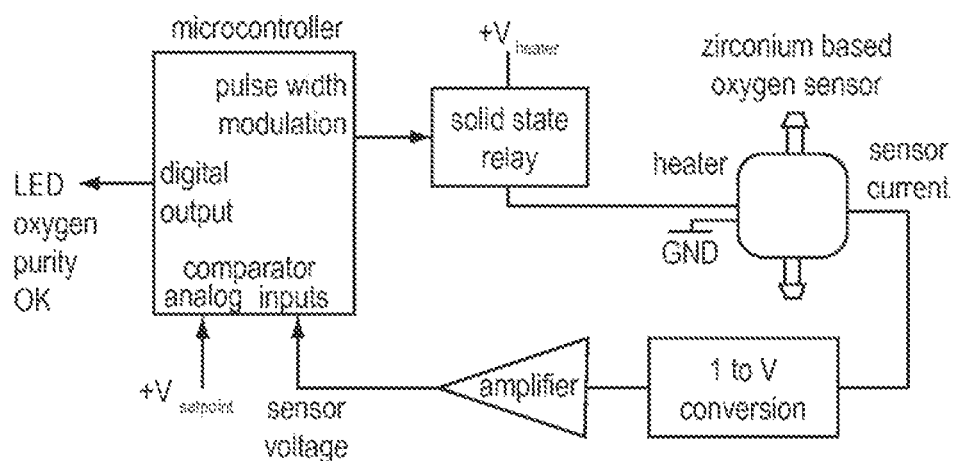 microcontroller
pulse width
modulation
digital
output
comparator
analog inputs
LED
oxygen
purity
OK
+V setpoint
sensor
voltage
+V heater
solid state
relay
heater
GND
zirconium based
oxygen sensor
sensor
current
amplifier
1 to V
conversion